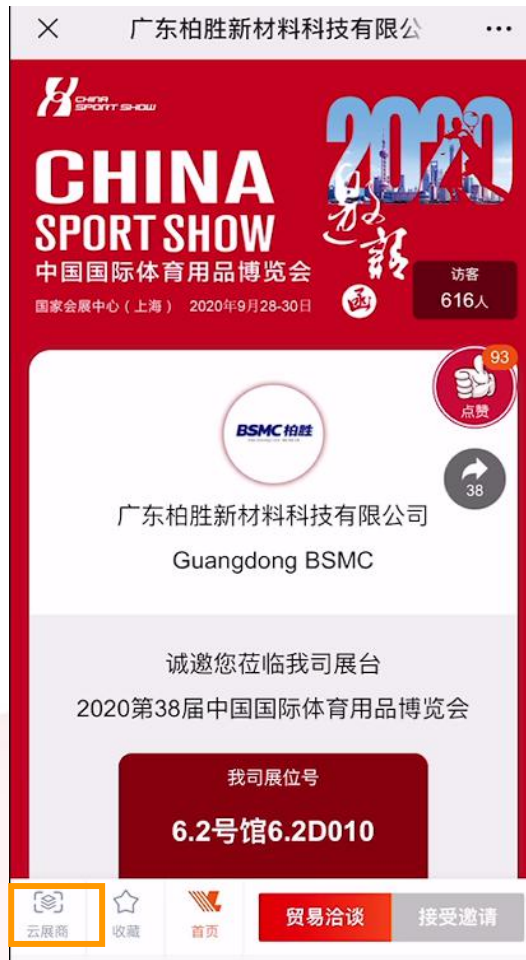 广东柏胜新材料科技有限公
CHINA
SPORT SHOW
2020
CHINA
SPORT SHOW
中国国际体育用品博览会
国家会展中心（上海） 2020年9月28-30日
邀請
函
访客
616人
93
点赞
BSMC 柏胜
38
广东柏胜新材料科技有限公司
Guangdong BSMC
诚邀您莅临我司展台
2020第38届中国国际体育用品博览会
我司展位号
6.2号馆6.2D010
云展商
收藏
首页
贸易洽谈
接受邀请